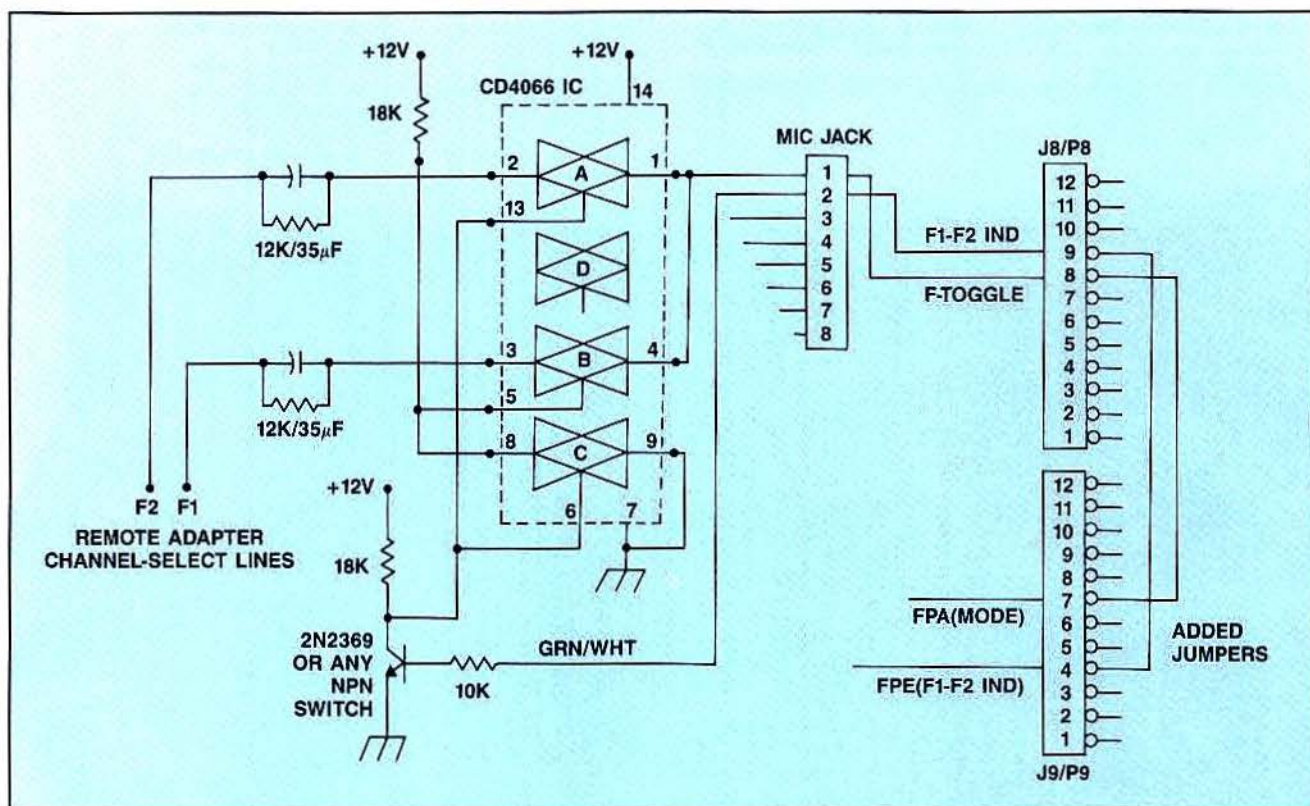 +12V
+12V
CD4066 IC
14
18K
MIC JACK
J8/P8
2
A
1
13
12K/35µF
D
3
B
4
5
12K/35µF
8
C
9
6
7
1
2
3
4
5
6
7
8
F1-F2 IND
F-TOGGLE
12
11
10
9
8
7
6
5
4
3
2
1
F2 F1
REMOTE ADAPTER
CHANNEL-SELECT LINES
+12V
18K
2N2369
OR ANY
NPN
SWITCH
10K
GRN/WHT
12
11
10
9
8
7
6
5
4
3
2
1
FPA(MODE)
FPE(F1-F2 IND)
ADDED
JUMPERS
J9/P9